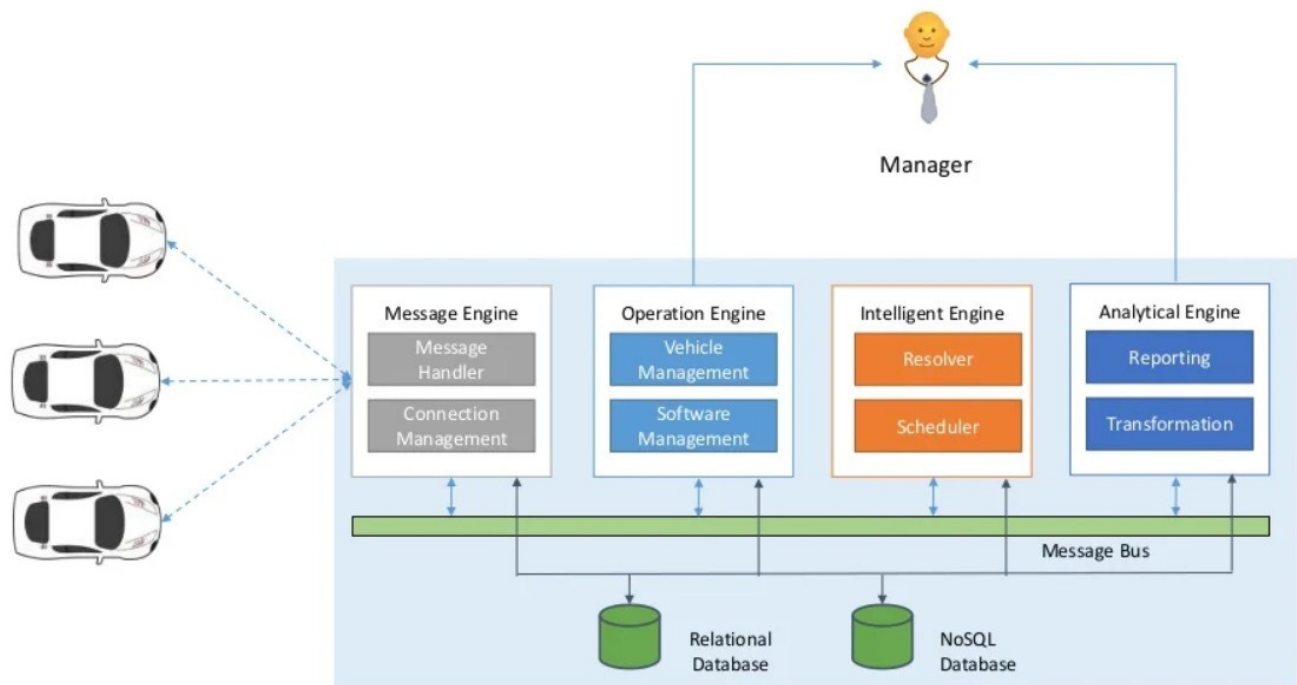 Manager
Message Engine
Message
Handler
Connection
Management
Operation Engine
Vehicle
Management
Software
Management
Intelligent Engine
Resolver
Scheduler
Analytical Engine
Reporting
Transformation
Message Bus
Relational
Database
NoSQL
Database